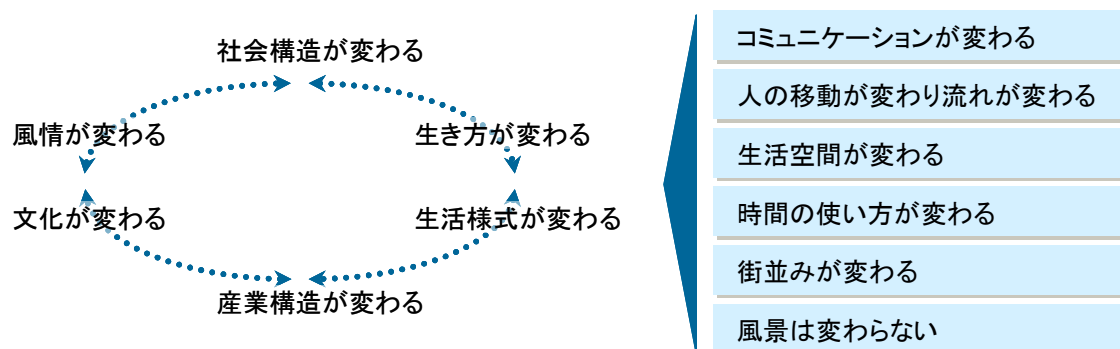 社会構造が変わる
風情が変わる
生き方が変わる
文化が変わる
生活様式が変わる
産業構造が変わる
コミュニケーションが変わる
人の移動が変わり流れが変わる
生活空間が変わる
時間の使い方が変わる
街並みが変わる
風景は変わらない